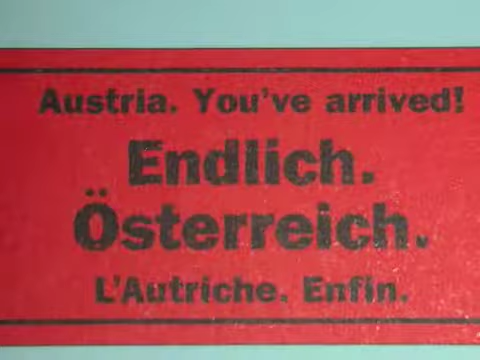 Austria. You've arrived!
Endlich.
Österreich.
L'Autriche. Enfin.